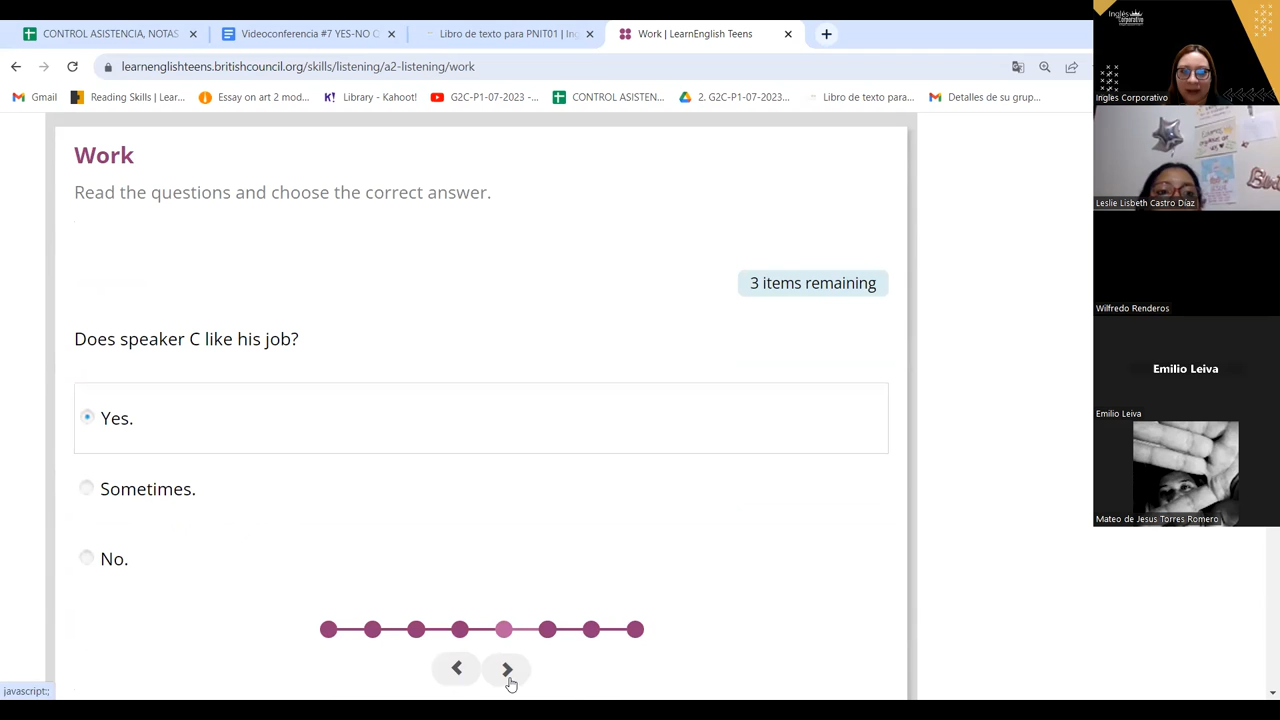 CONTROL ASISTENCIA, NOTAS
Videoconferencia #7 YES-NO Q
Libro de texto para PNIT01 | Ing
Work | LearnEnglish Teens
learnenglishteens.britishcouncil.org/skills/listening/a2-listening/work
Gmail
Reading Skills | Lear...
Essay on art 2 mod...
Library - Ka
G2C-P1-07-2023 -...
CONTROL ASISTEN...
2. G2C-P1-07-2023...
Libro de texto para...
Detalles de su grup...
Work
Read the questions and choose the correct answer.
3 items remaining
Does speaker C like his job?
Yes.
Sometimes.
No.
javascript:;
Inglés
Corporativo
Ingles Corporativo
Leslie Lisbeth Castro Diaz
Wilfredo Renderos
Emilio Leiva
Emilio Leiva
Mateo de Jesus Torres Romero